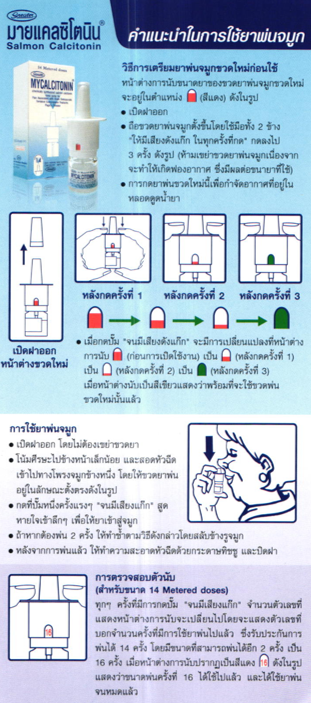 Sonntex
มายแคลซิโตนิน®
Salmon Calcitonin
คำแนะนำในการใช้ยาพ่นจมูก
14 Metered doses
MYCALCITONIN
วิธีการเตรียมยาพ่นจมูกขวดใหม่ก่อนใช้
หน้าต่างการนับขนาดยาของขวดยาพ่นจมูกขวดใหม่
จะอยู่ในตำแหน่ง (สีแดง) ดังในรูป
• เปิดฝาออก
• ถือขวดยาพ่นจมูกตั้งขึ้นโดยใช้มือทั้ง 2 ข้าง
"ให้มีเสียงดังแก๊ก ในทุกครั้งที่กด" กดลงไป
3 ครั้ง ดังรูป (ห้ามเขย่าขวดยาพ่นจมูกเนื่องจาก
จะทำให้เกิดฟองอากาศ ซึ่งมีผลต่อขนาดยาที่ใช้)
• การกดยาพ่นขวดใหม่นี้เพื่อกำจัดอากาศที่อยู่ใน
หลอดดูดน้ำยา
หลังกดครั้งที่ 1
หลังกดครั้งที่ 2
หลังกดครั้งที่ 3
เปิดฝาออก
หน้าต่างขวดใหม่
• เมื่อกดปั๊ม "จนมีเสียงดังแก๊ก" จะมีการเปลี่ยนแปลงที่หน้าต่าง
การนับ (ก่อนการเปิดใช้งาน) เป็น (หลังกดครั้งที่ 1)
เป็น (หลังกดครั้งที่ 2) เป็น (หลังกดครั้งที่ 3)
เมื่อหน้าต่างนับเป็นสีเขียวแสดงว่าพร้อมที่จะใช้ขวดพ่น
ขวดใหม่นั้นแล้ว
การใช้ยาพ่นจมูก
• เปิดฝาออก โดยไม่ต้องเขย่าขวดยา
• โน้มศีรษะไปข้างหน้าเล็กน้อย และสอดหัวฉีด
เข้าไปทางโพรงจมูกข้างหนึ่ง โดยให้ขวดยาพ่น
อยู่ในลักษณะตั้งตรงดังในรูป
• กดที่ปั๊มหนึ่งครั้งแรงๆ "จนมีเสียงแก๊ก" สูด
หายใจเข้าลึกๆ เพื่อให้ยาเข้าสู่จมูก
• ถ้าหากต้องพ่น 2 ครั้ง ให้ทำซ้ำตามวิธีดังกล่าวโดยสลับข้างรูจมูก
• หลังจากการพ่นแล้ว ให้ทำความสะอาดหัวฉีดด้วยกระดาษทิชชู และปิดฝา
16
การตรวจสอบตัวนับ
(สำหรับขนาด 14 Metered doses)
ทุกๆ ครั้งที่มีการกดปั๊ม "จนมีเสียงแก๊ก" จำนวนตัวเลขที่
แสดงหน้าต่างการนับจะเปลี่ยนไปโดยจะแสดงตัวเลขที่
บอกจำนวนครั้งที่มีการใช้ยาพ่นไปแล้ว ซึ่งรับประกันการ
พ่นได้ 14 ครั้ง โดยมีขนาดที่สามารถพ่นได้อีก 2 ครั้ง เป็น
16 ครั้ง เมื่อหน้าต่างการนับปรากฏเป็นสีแดง 16 ดังในรูป
แสดงว่าขนาดพ่นครั้งที่ 16 ได้ใช้ไปแล้ว และได้ใช้ยาพ่น
จนหมดแล้ว